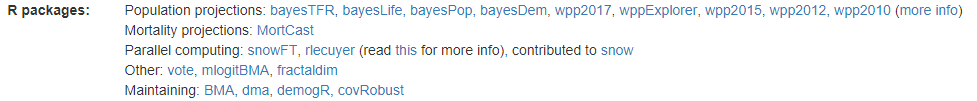 R packages: Population projections: bayesTFR, bayesLife, bayesPop, bayesDem, wpp2017, wppExplorer, wpp2015, wpp2012, wpp2010 (more info)
Mortality projections: MortCast
Parallel computing: snowFT, rlecuyer (read this for more info), contributed to snow
Other: vote, mlogitBMA, fractaldim
Maintaining: BMA, dma, demogR, covRobust